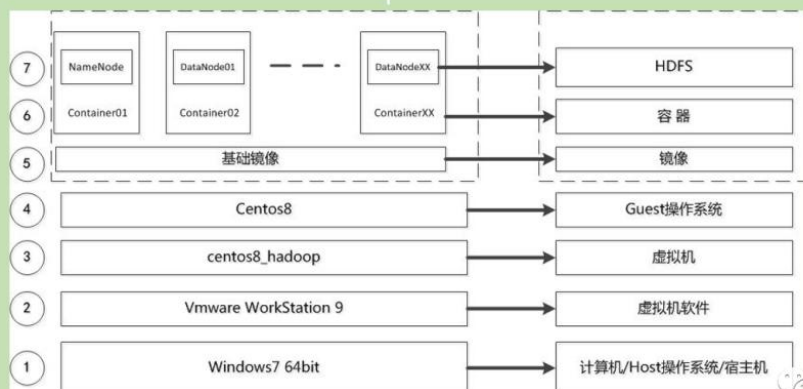 7
NameNode
DataNode01
DataNodeXX
HDFS
6
Container01
Container02
ContainerXX
容 器
5
基础镜像
镜像
4
Centos8
Guest操作系统
3
centos8_hadoop
虚拟机
2
Vmware WorkStation 9
虚拟机软件
1
Windows7 64bit
计算机/Host操作系统/宿主机